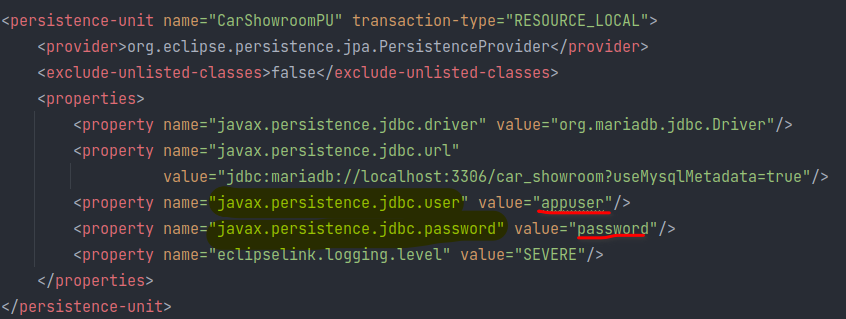 <persistence-unit name="CarShowroomPU" transaction-type="RESOURCE_LOCAL">
<provider>org.eclipse.persistence.jpa.PersistenceProvider</provider>
<exclude-unlisted-classes>false</exclude-unlisted-classes>
<properties>
<property name="javax.persistence.jdbc.driver" value="org.mariadb.jdbc.Driver"/>
<property name="javax.persistence.jdbc.url"
value="jdbc:mariadb://localhost:3306/car_showroom?useMysqlMetadata=true"/>
<property name="javax.persistence.jdbc.user" value="appuser"/>
<property name="javax.persistence.jdbc.password" value="password"/>
<property name="eclipselink.logging.level" value="SEVERE"/>
</properties>
</persistence-unit>